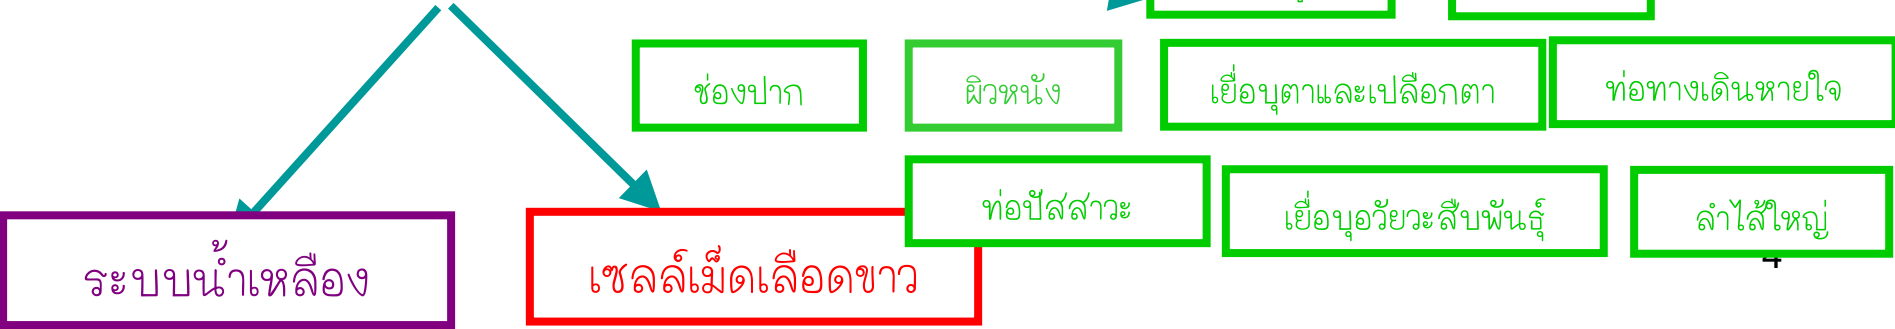 ช่องปาก
ผิวหนัง
เยื่อบุตาและเปลือกตา
ท่อทางเดินหายใจ
ท่อปัสสาวะ
เยื่อบุอวัยวะสืบพันธุ์
ลำไส้ใหญ่
ระบบน้ำเหลือง
เซลล์เม็ดเลือดขาว